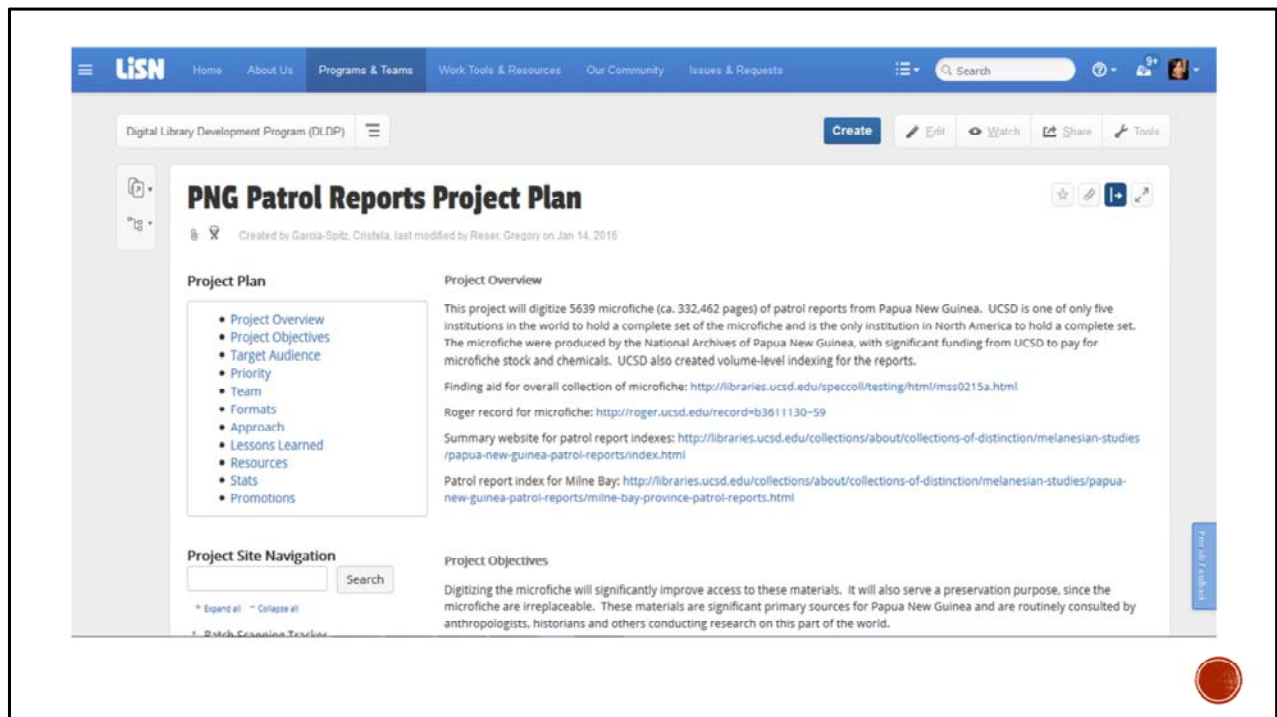 LiSN Home About Us Programs & Teams Work Tools & Resources Our Community Issues & Requests Search 9+
Digital Library Development Program (DLDP) Create Edit Watch Share Tools
PNG Patrol Reports Project Plan
Created by Garcia-Spitz, Cristela, last modified by Reser, Gregory on Jan 14, 2016
Project Plan
Project Overview
Project Objectives
Target Audience
Priority
Team
Formats
Approach
Lessons Learned
Resources
Stats
Promotions
Project Site Navigation
Search
+ Expand all − Collapse all
Batch Scanning Tracker
Project Overview
This project will digitize 5639 microfiche (ca. 332,462 pages) of patrol reports from Papua New Guinea. UCSD is one of only five
institutions in the world to hold a complete set of the microfiche and is the only institution in North America to hold a complete set.
The microfiche were produced by the National Archives of Papua New Guinea, with significant funding from UCSD to pay for
microfiche stock and chemicals. UCSD also created volume-level indexing for the reports.
Finding aid for overall collection of microfiche: http://libraries.ucsd.edu/speccoll/testing/html/mss0215a.html
Roger record for microfiche: http://roger.ucsd.edu/record=b3611130~S9
Summary website for patrol report indexes: http://libraries.ucsd.edu/collections/about/collections-of-distinction/melanesian-studies
/papua-new-guinea-patrol-reports/index.html
Patrol report index for Milne Bay: http://libraries.ucsd.edu/collections/about/collections-of-distinction/melanesian-studies/papua-
new-guinea-patrol-reports/milne-bay-province-patrol-reports.html
Project Objectives
Digitizing the microfiche will significantly improve access to these materials. It will also serve a preservation purpose, since the
microfiche are irreplaceable. These materials are significant primary sources for Papua New Guinea and are routinely consulted by
anthropologists, historians and others conducting research on this part of the world.
Provide Feedback